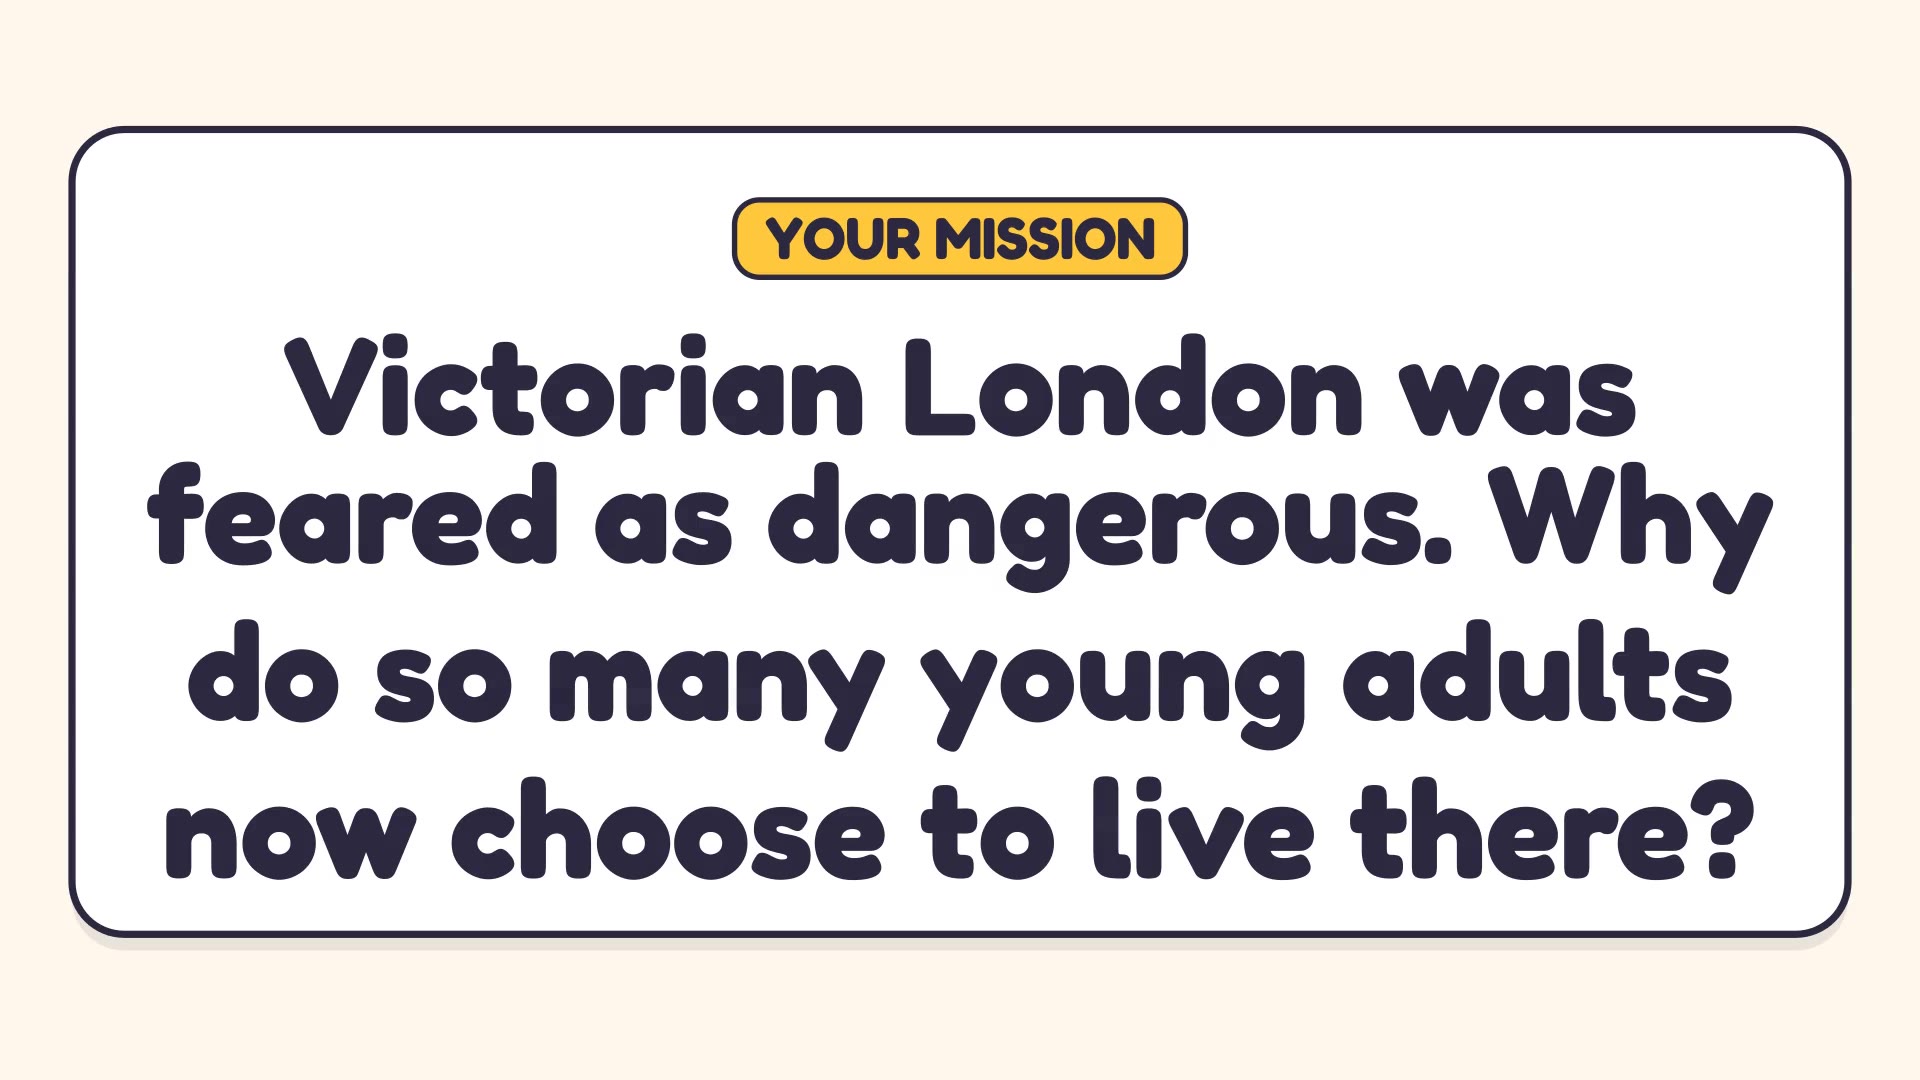 YOUR MISSION
Victorian London was
feared as dangerous. Why
do so many young adults
now choose to live there?